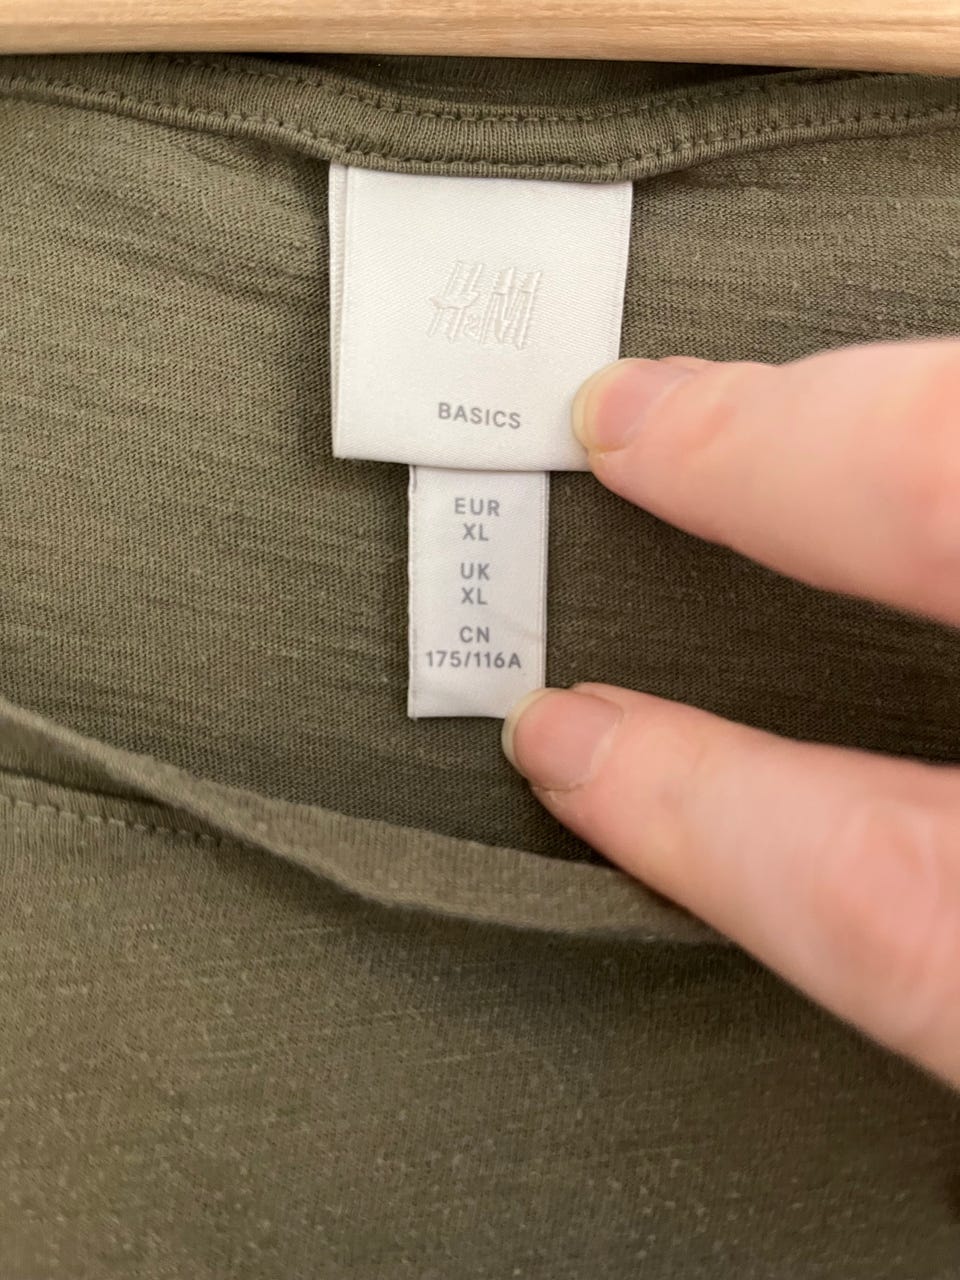 H&M
BASICS
EUR
XL
UK
XL
CN
175/116A